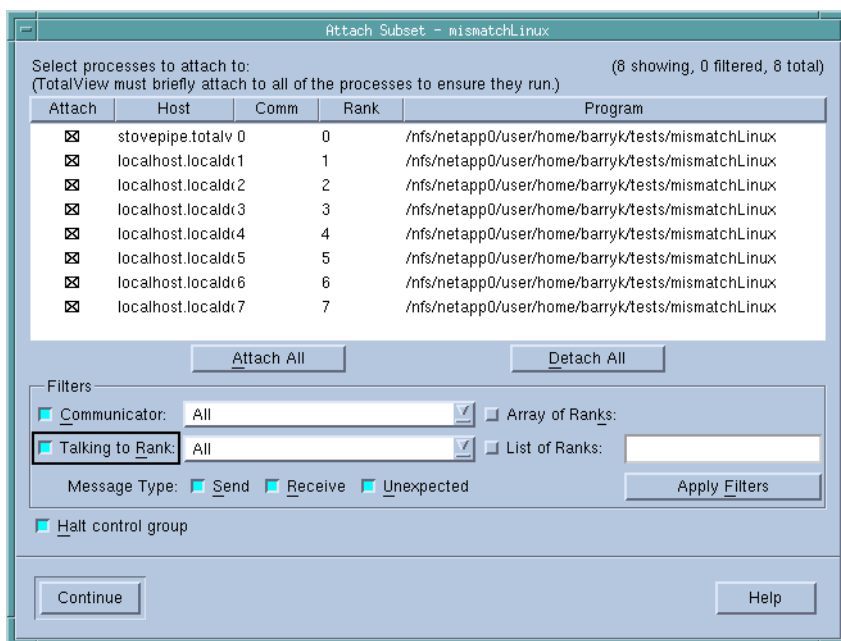 Attach Subset - mismatchLinux
Select processes to attach to: (8 showing, 0 filtered, 8 total)
(TotalView must briefly attach to all of the processes to ensure they run.)
Attach Host Comm Rank Program
stovepipe.totalv 0 0 /nfs/netapp0/user/home/barryk/tests/mismatchLinux
localhost.locald( 1 1 /nfs/netapp0/user/home/barryk/tests/mismatchLinux
localhost.locald( 2 2 /nfs/netapp0/user/home/barryk/tests/mismatchLinux
localhost.locald( 3 3 /nfs/netapp0/user/home/barryk/tests/mismatchLinux
localhost.locald( 4 4 /nfs/netapp0/user/home/barryk/tests/mismatchLinux
localhost.locald( 5 5 /nfs/netapp0/user/home/barryk/tests/mismatchLinux
localhost.locald( 6 6 /nfs/netapp0/user/home/barryk/tests/mismatchLinux
localhost.locald( 7 7 /nfs/netapp0/user/home/barryk/tests/mismatchLinux
Attach All Detach All
Filters
Communicator: All Array of Ranks:
Talking to Rank: All List of Ranks:
Message Type: Send Receive Unexpected Apply Filters
Halt control group
Continue Help